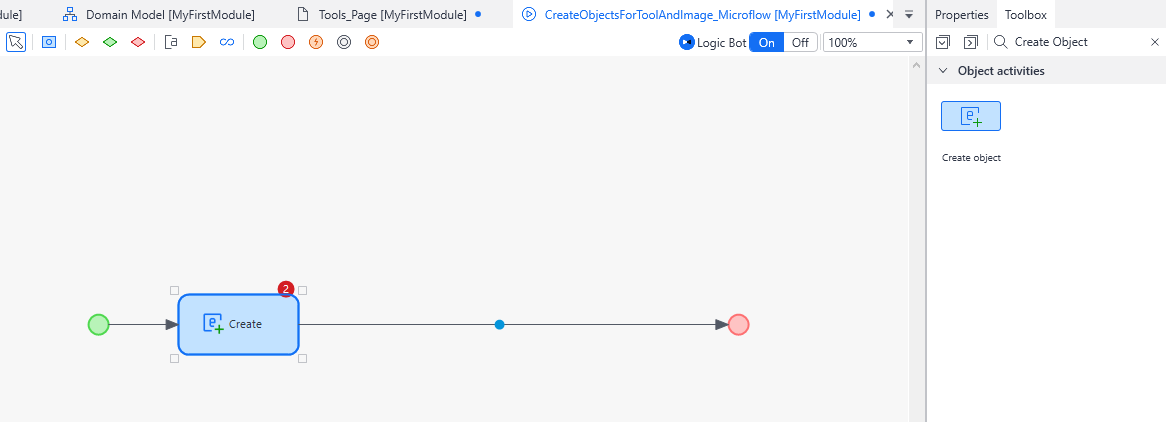 dule]
Domain Model [MyFirstModule]
Tools_Page [MyFirstModule]
CreateObjectsForToolAndImage_Microflow [MyFirstModule]
Properties
Toolbox
Logic Bot
On
Off
100%
Create Object
Object activities
Create object
2
Create